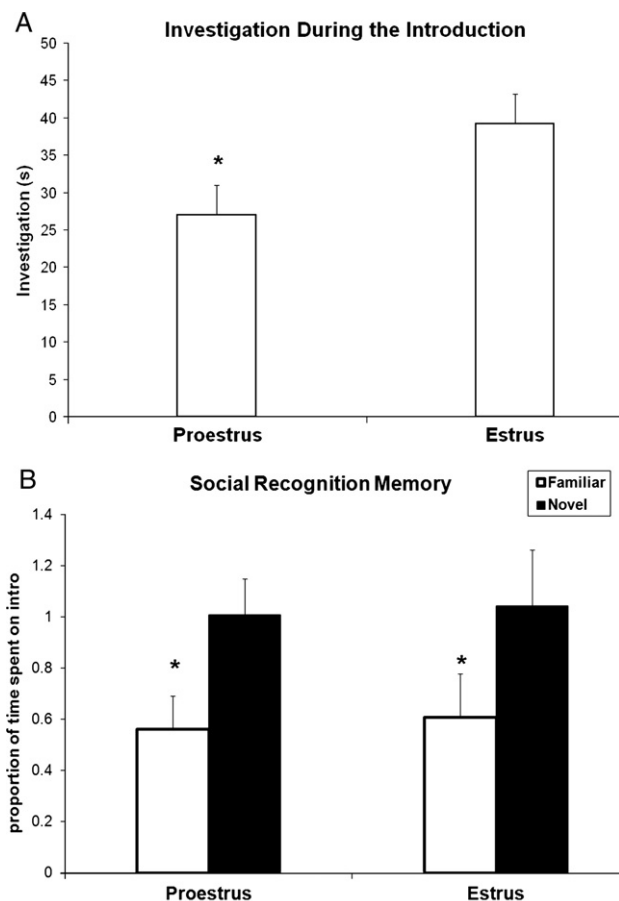 A
Investigation During the Introduction
Investigation (s)
50
45
40
35
30
25
20
15
10
5
0
*
Proestrus
Estrus
B
Social Recognition Memory
Familiar
Novel
proportion of time spent on intro
1.4
1.2
1
0.8
0.6
0.4
0.2
0
*
*
Proestrus
Estrus